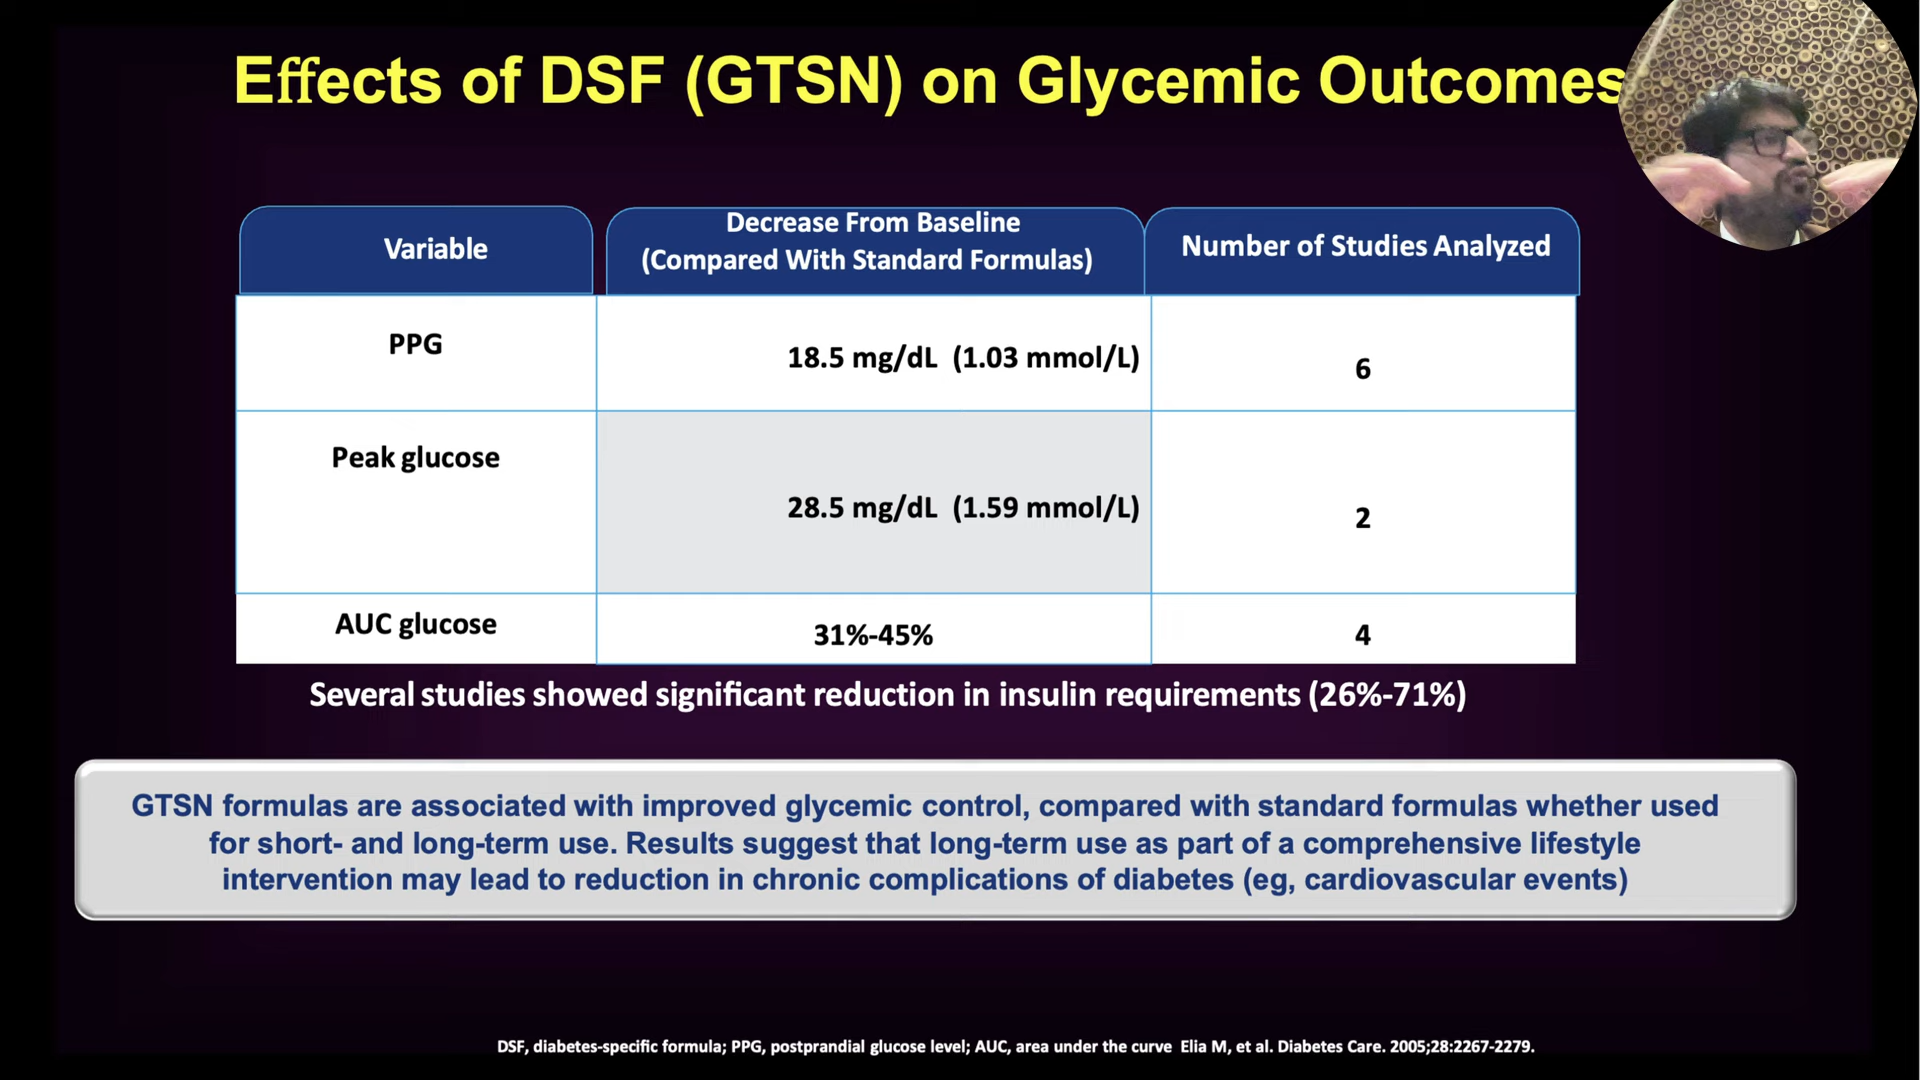 Effects of DSF (GTSN) on Glycemic Outcomes
Variable
Decrease From Baseline
(Compared With Standard Formulas)
Number of Studies Analyzed
PPG
18.5 mg/dL (1.03 mmol/L)
6
Peak glucose
28.5 mg/dL (1.59 mmol/L)
2
AUC glucose
31%-45%
4
Several studies showed significant reduction in insulin requirements (26%-71%)
GTSN formulas are associated with improved glycemic control, compared with standard formulas whether used
for short- and long-term use. Results suggest that long-term use as part of a comprehensive lifestyle
intervention may lead to reduction in chronic complications of diabetes (eg, cardiovascular events)
DSF, diabetes-specific formula; PPG, postprandial glucose level; AUC, area under the curve Elia M, et al. Diabetes Care. 2005;28:2267-2279.